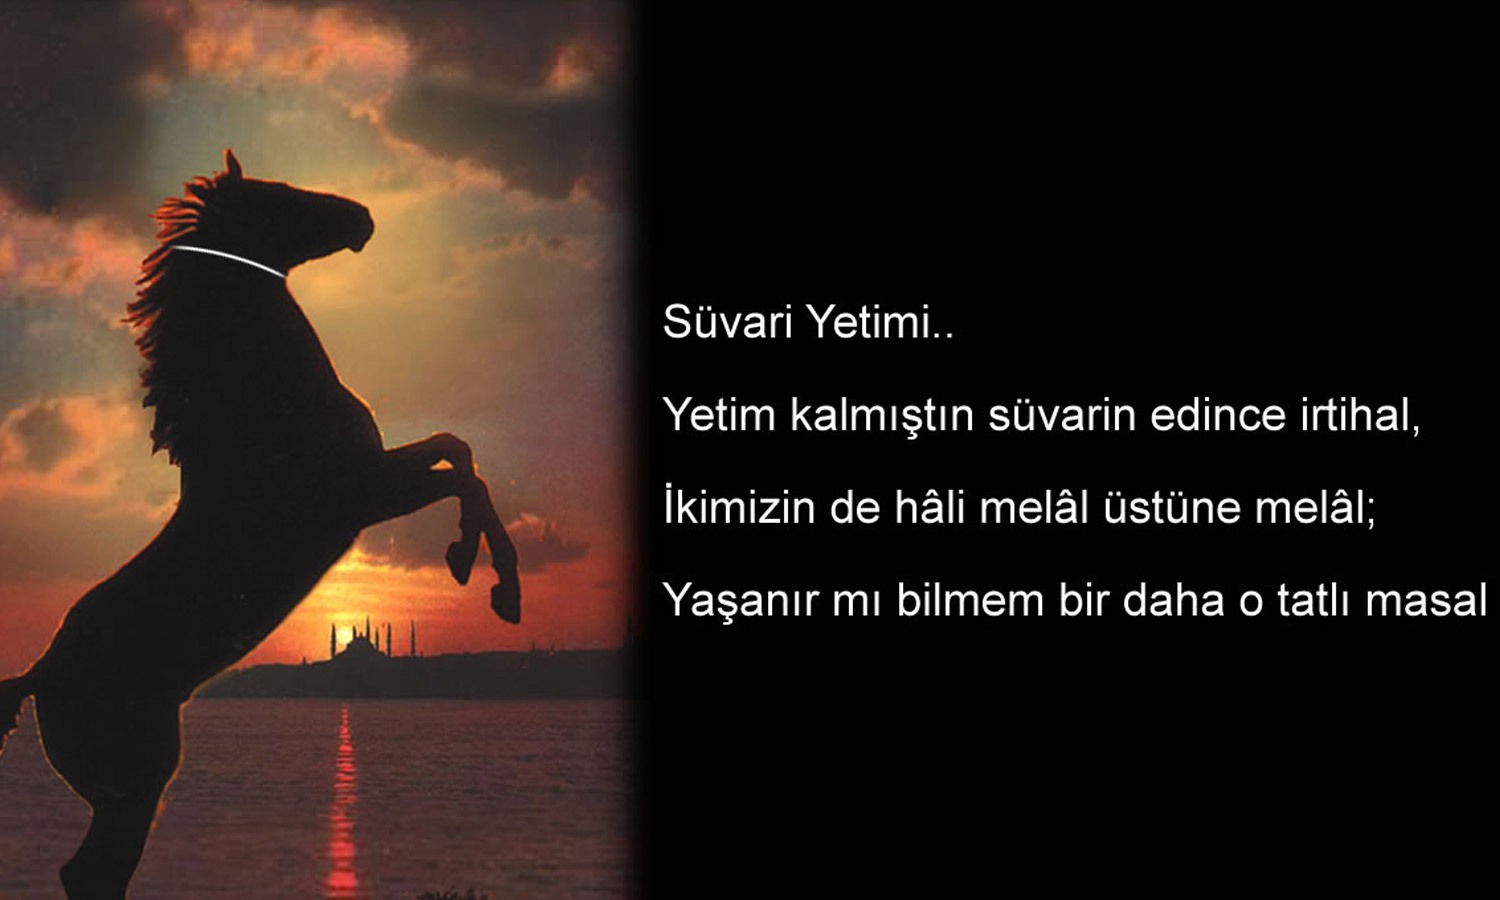 Süvari Yetimi..
Yetim kalmıştın süvarin edince irtihal,
İkimizin de hâli melâl üstüne melâl;
Yaşanır mı bilmem bir daha o tatlı masal